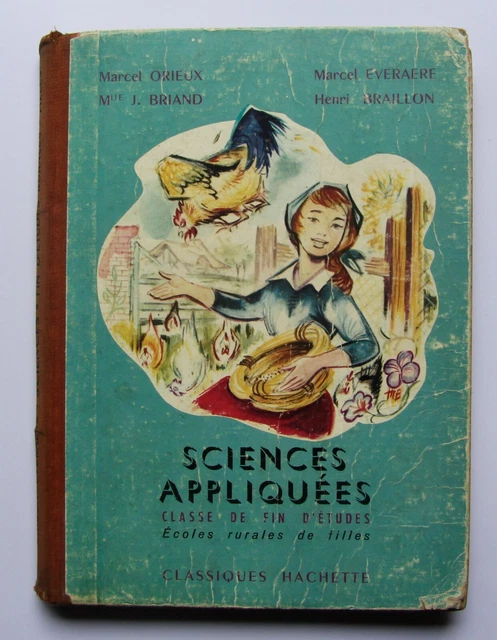 Marcel ORIEUX
Mlle J. BRIAND
Marcel EVERAERE
Henri BRAILLON
ME
SCIENCES
APPLIQUÉES
CLASSE DE FIN D'ÉTUDES
Écoles rurales de filles
CLASSIQUES HACHETTE